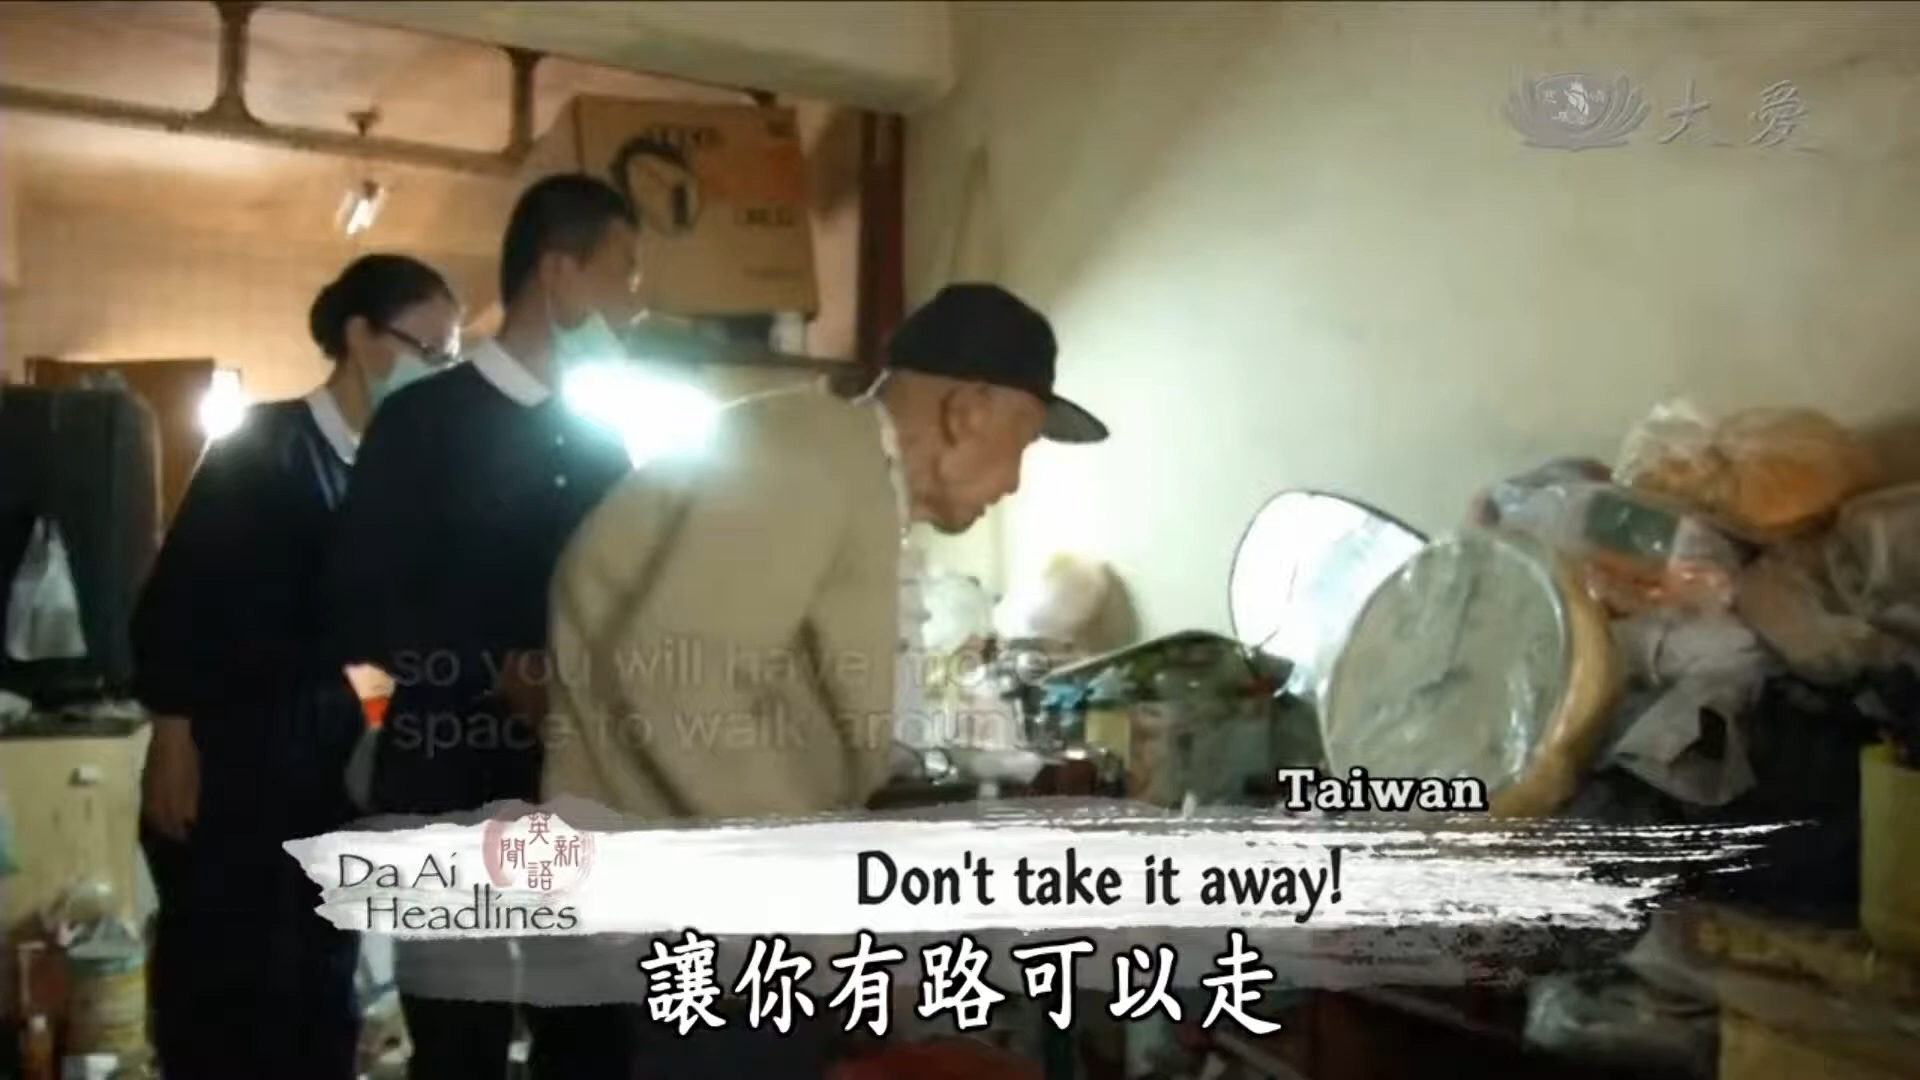 大愛
so you will have more
space to walk around
Taiwan
英語新聞
Da Ai
Headlines
Don't take it away!
讓你有路可以走